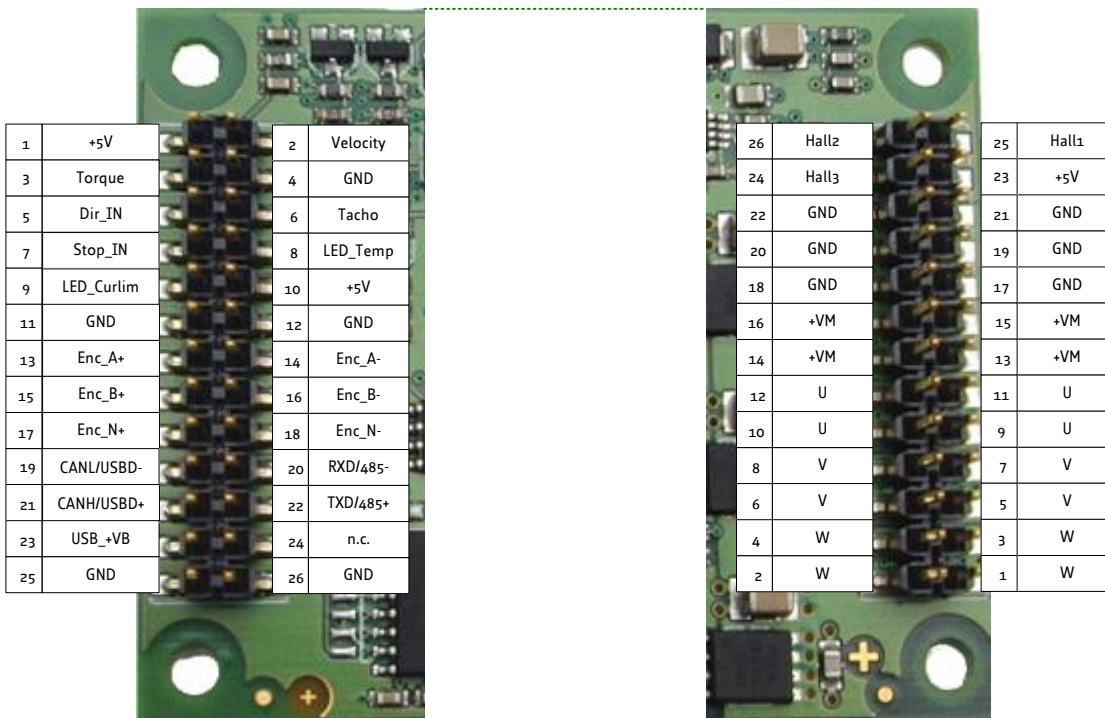 1 +5V 2 Velocity 26 Hall2 25 Hall1
3 Torque 4 GND 24 Hall3 23 +5V
5 Dir_IN 6 Tacho 22 GND 21 GND
7 Stop_IN 8 LED_Temp 20 GND 19 GND
9 LED_Curlim 10 +5V 18 GND 17 GND
11 GND 12 GND 16 +VM 15 +VM
13 Enc_A+ 14 Enc_A- 14 +VM 13 +VM
15 Enc_B+ 16 Enc_B- 12 U 11 U
17 Enc_N+ 18 Enc_N- 10 U 9 U
19 CANL/USBD- 20 RXD/485- 8 V 7 V
21 CANH/USBD+ 22 TXD/485+ 6 V 5 V
23 USB_+VB 24 n.c. 4 W 3 W
25 GND 26 GND 2 W 1 W